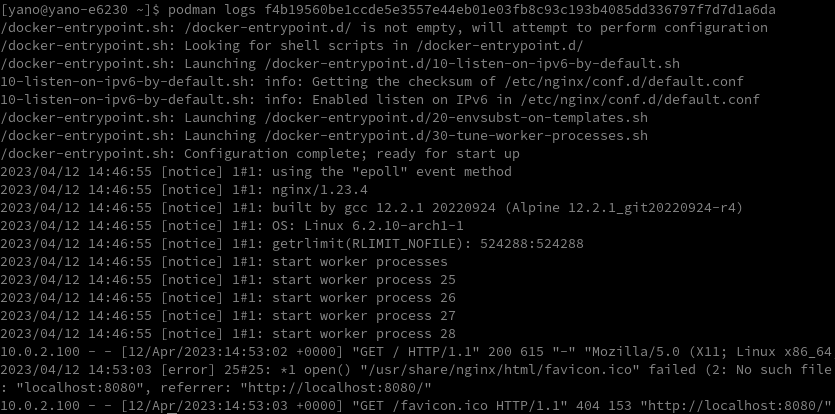 [yano@yano-e6230 ~]$ podman logs f4b19560be1ccde5e3557e44eb01e03fb8c93c193b4085dd336797f7d7d1a6da
/docker-entrypoint.sh: /docker-entrypoint.d/ is not empty, will attempt to perform configuration
/docker-entrypoint.sh: Looking for shell scripts in /docker-entrypoint.d/
/docker-entrypoint.sh: Launching /docker-entrypoint.d/10-listen-on-ipv6-by-default.sh
10-listen-on-ipv6-by-default.sh: info: Getting the checksum of /etc/nginx/conf.d/default.conf
10-listen-on-ipv6-by-default.sh: info: Enabled listen on IPv6 in /etc/nginx/conf.d/default.conf
/docker-entrypoint.sh: Launching /docker-entrypoint.d/20-envsubst-on-templates.sh
/docker-entrypoint.sh: Launching /docker-entrypoint.d/30-tune-worker-processes.sh
/docker-entrypoint.sh: Configuration complete; ready for start up
2023/04/12 14:46:55 [notice] 1#1: using the "epoll" event method
2023/04/12 14:46:55 [notice] 1#1: nginx/1.23.4
2023/04/12 14:46:55 [notice] 1#1: built by gcc 12.2.1 20220924 (Alpine 12.2.1_git20220924-r4)
2023/04/12 14:46:55 [notice] 1#1: OS: Linux 6.2.10-arch1-1
2023/04/12 14:46:55 [notice] 1#1: getrlimit(RLIMIT_NOFILE): 524288:524288
2023/04/12 14:46:55 [notice] 1#1: start worker processes
2023/04/12 14:46:55 [notice] 1#1: start worker process 25
2023/04/12 14:46:55 [notice] 1#1: start worker process 26
2023/04/12 14:46:55 [notice] 1#1: start worker process 27
2023/04/12 14:46:55 [notice] 1#1: start worker process 28
10.0.2.100 - - [12/Apr/2023:14:53:02 +0000] "GET / HTTP/1.1" 200 615 "-" "Mozilla/5.0 (X11; Linux x86_64
2023/04/12 14:53:03 [error] 25#25: *1 open() "/usr/share/nginx/html/favicon.ico" failed (2: No such file
: "localhost:8080", referrer: "http://localhost:8080/"
10.0.2.100 - - [12/Apr/2023:14:53:03 +0000] "GET /favicon.ico HTTP/1.1" 404 153 "http://localhost:8080/"